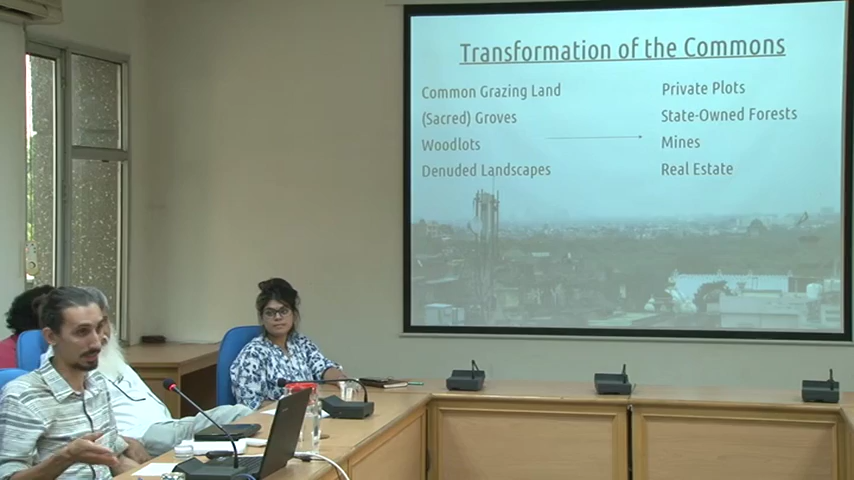 Transformation of the Commons
Common Grazing Land
(Sacred) Groves
Woodlots
Denuded Landscapes
Private Plots
State-Owned Forests
Mines
Real Estate